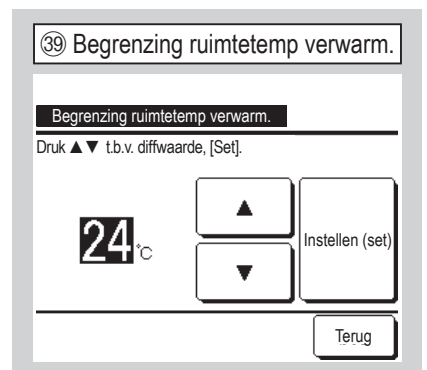 ㊴ Begrenzing ruimtetemp verwarm.
Begrenzing ruimtetemp verwarm.
Druk ▲▼ t.b.v. diffwaarde, [Set].
▲
24°C
Instellen (set)
▼
Terug